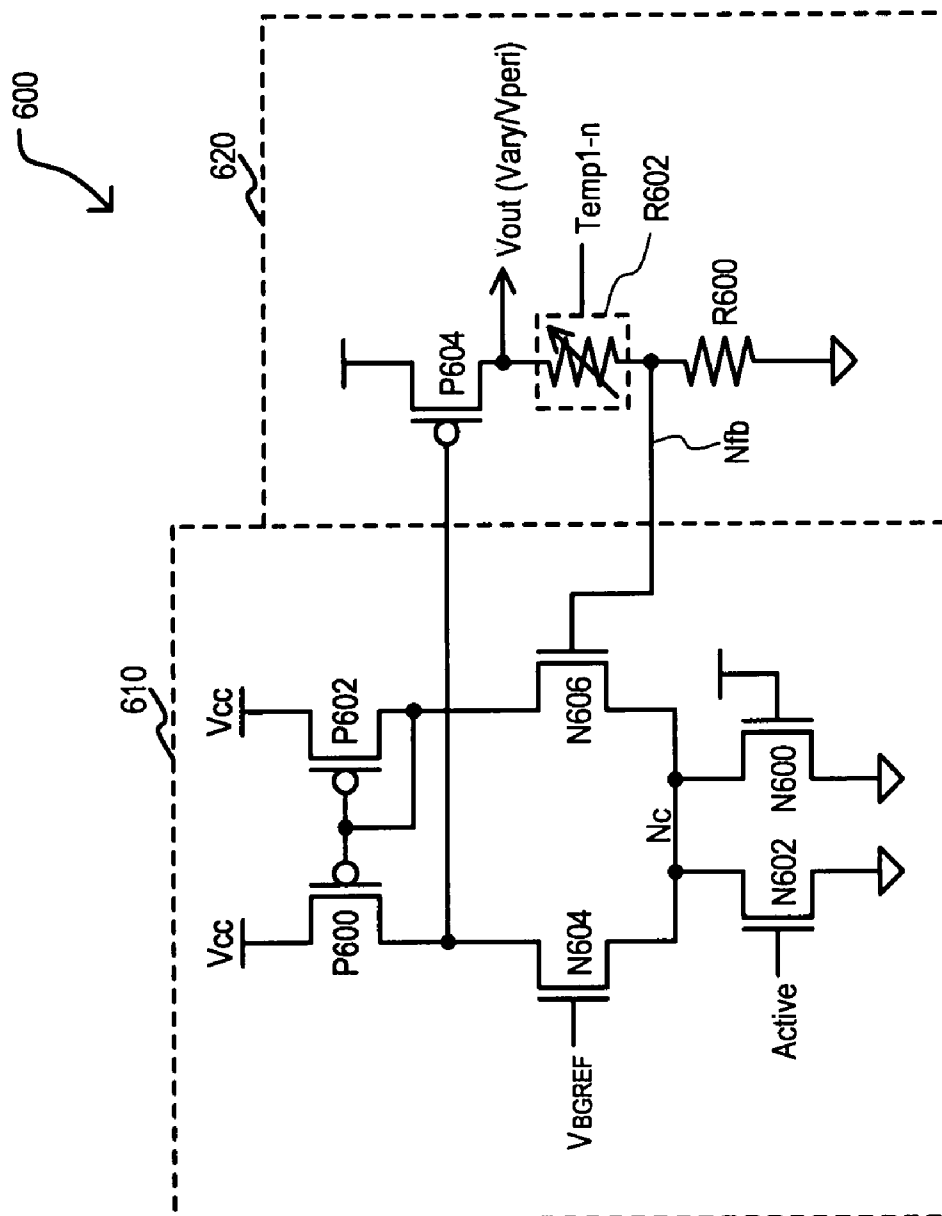 600
610
620
Vcc
Vcc
P600
P602
P604
Vout (Vary/Vperi)
Temp1-n
R602
R600
Nfb
VBGREF
N604
N606
Nc
Active
N602
N600